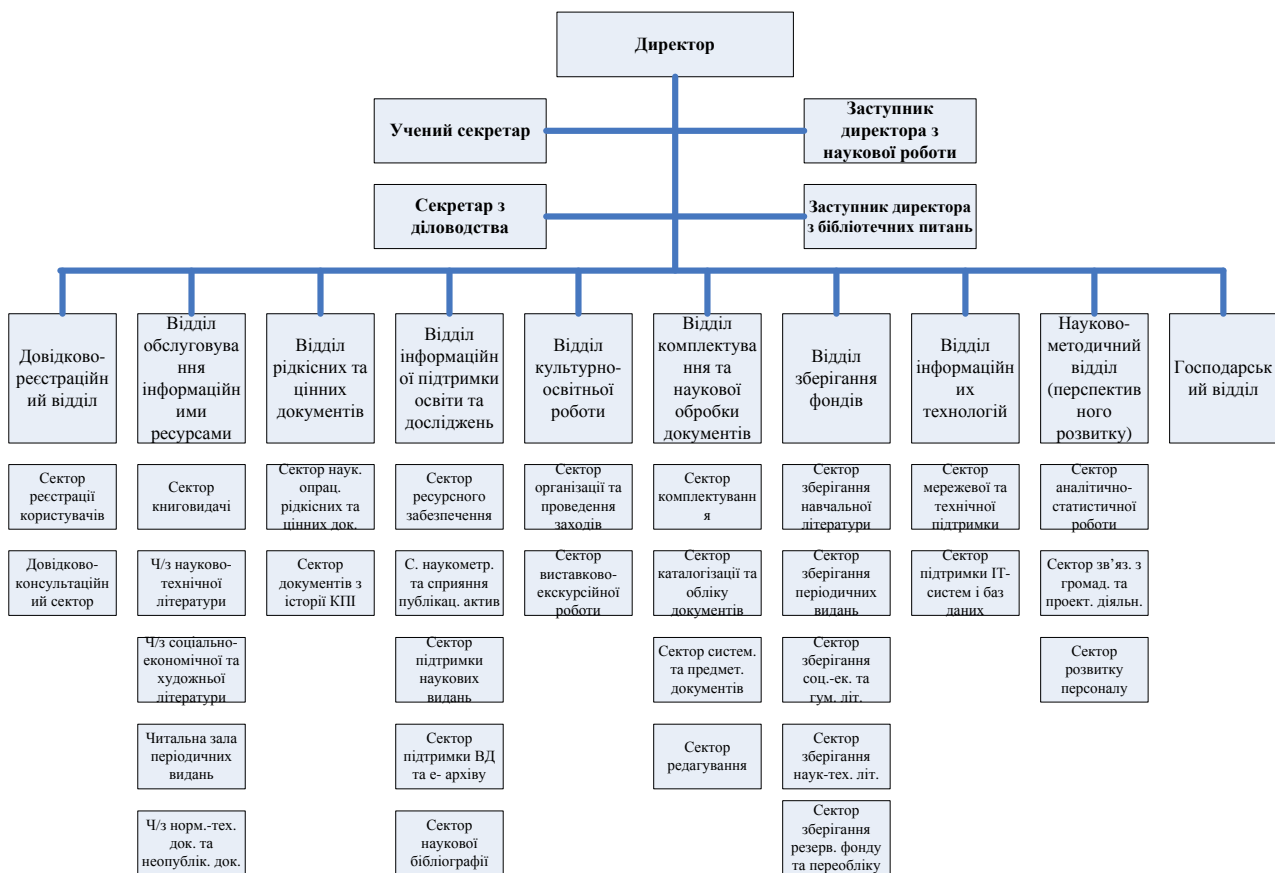 Директор
Учений секретар
Заступник
директора з
наукової роботи
Секретар з
діловодства
Заступник директора
з бібліотечних питань
Довідково-
реєстраційн
ий відділ
Відділ
обслуговува
ння
інформаційн
ими
ресурсами
Відділ
рідкісних та
цінних
документів
Відділ
інформаційн
ої підтримки
освіти та
досліджень
Відділ
культурно-
освітньої
роботи
Відділ
комплектува
ння та
наукової
обробки
документів
Відділ
зберігання
фондів
Відділ
інформаційн
их
технологій
Науково-
методичний
відділ
(перспектив
ного
розвитку)
Господарськ
ий відділ
Сектор
реєстрації
користувачів
Сектор
книговидачі
Сектор наук.
опрац.
рідкісних та
цінних док.
Сектор
ресурсного
забезпечення
Сектор
організації та
проведення
заходів
Сектор
комплектуванн
я
Сектор
зберігання
навчальної
літератури
Сектор
мережевої та
технічної
підтримки
Сектор
аналітично-
статистичної
роботи
Довідково-
консультаційн
ий сектор
Ч/з науково-
технічної
літератури
Сектор
документів з
історії КПІ
С. наукометр.
та сприяння
публікац. актив
Сектор
виставково-
екскурсійної
роботи
Сектор
каталогізації та
обліку
документів
Сектор
зберігання
періодичних
видань
Сектор
підтримки ІТ-
систем і баз
даних
Сектор зв’яз. з
громад. та
проект. діяльн.
Ч/з соціально-
економічної та
художньої
літератури
Сектор
підтримки
наукових
видань
Сектор систем.
та предмет.
документів
Сектор
зберігання
соц.-ек. та
гум. літ.
Сектор
розвитку
персоналу
Читальна зала
періодичних
видань
Сектор
підтримки ВД
та е- архіву
Сектор
редагування
Сектор
зберігання
наук-тех. літ.
Ч/з норм.-тех.
док. та
неопублік. док.
Сектор
наукової
бібліографії
Сектор
зберігання
резерв. фонду
та переобліку